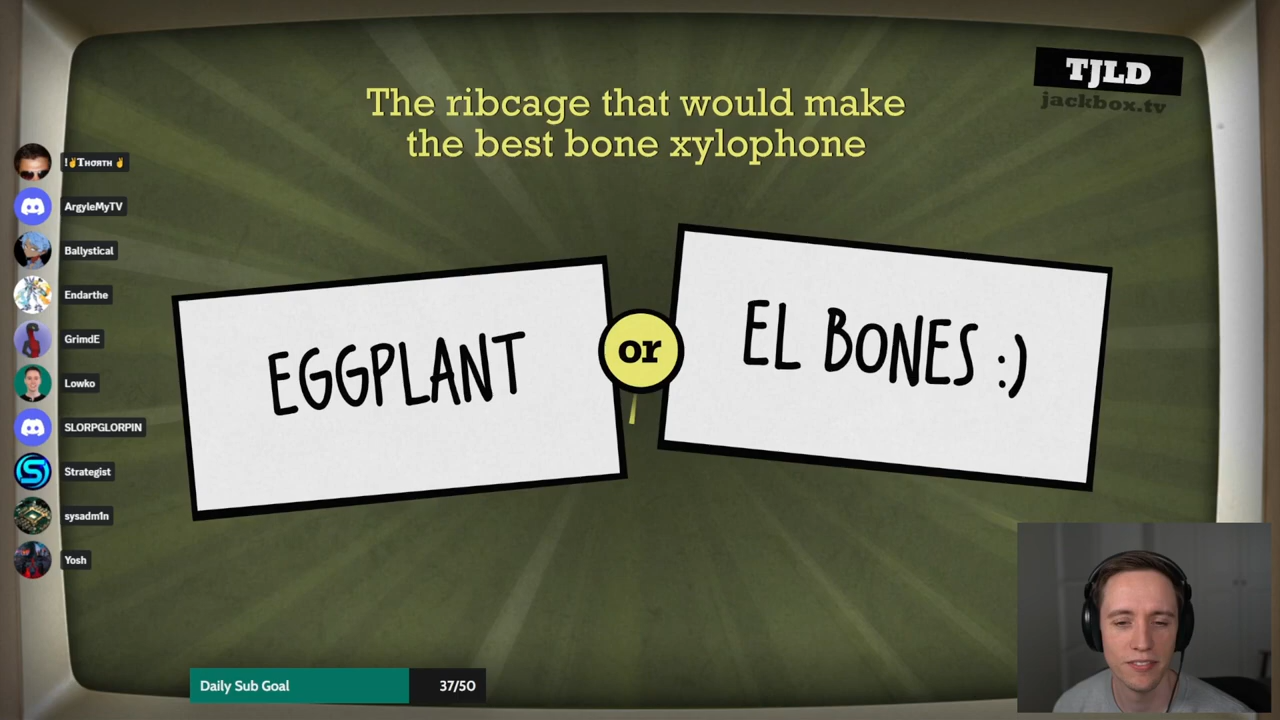 TJLD
jackbox.tv
The ribcage that would make
the best bone xylophone
!✌Tʜσʀᴛʜ ✌
ArgyleMyTV
Ballystical
Endarthe
GrimdE
Lowko
SLORPGLORPIN
Strategist
sysadm1n
Yosh
EGGPLANT
or
EL BONES :)
Daily Sub Goal
37/50